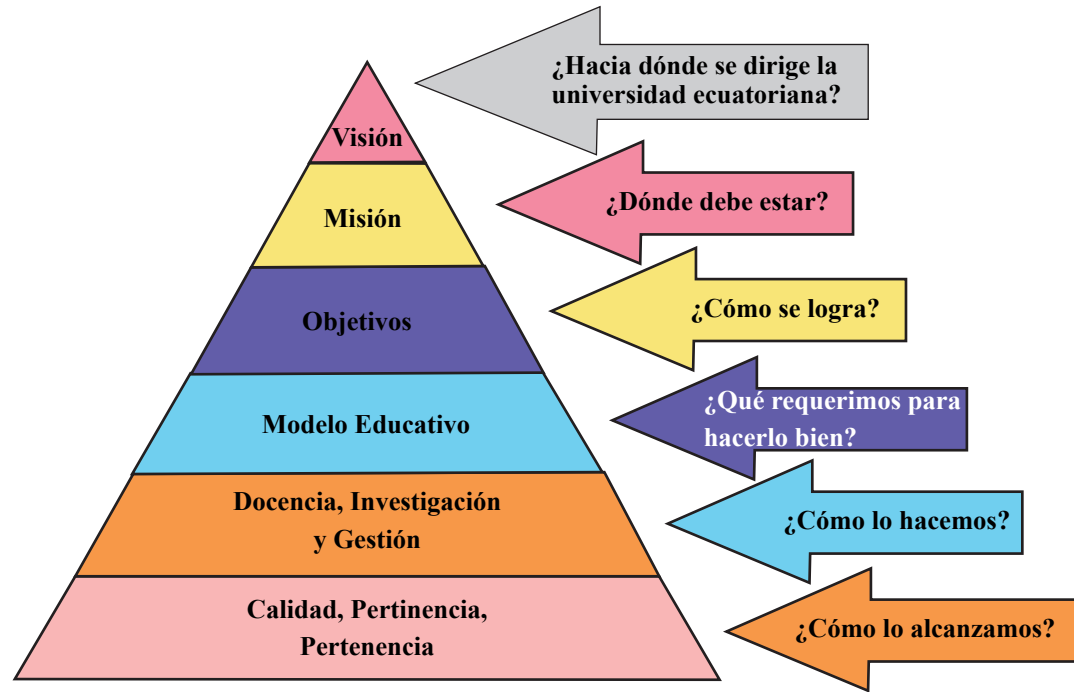 ¿Hacia dónde se dirige la
universidad ecuatoriana?
Visión
¿Dónde debe estar?
Misión
¿Cómo se logra?
Objetivos
¿Qué requerimos para
hacerlo bien?
Modelo Educativo
Docencia, Investigación
y Gestión
¿Cómo lo hacemos?
Calidad, Pertinencia,
Pertenencia
¿Cómo lo alcanzamos?